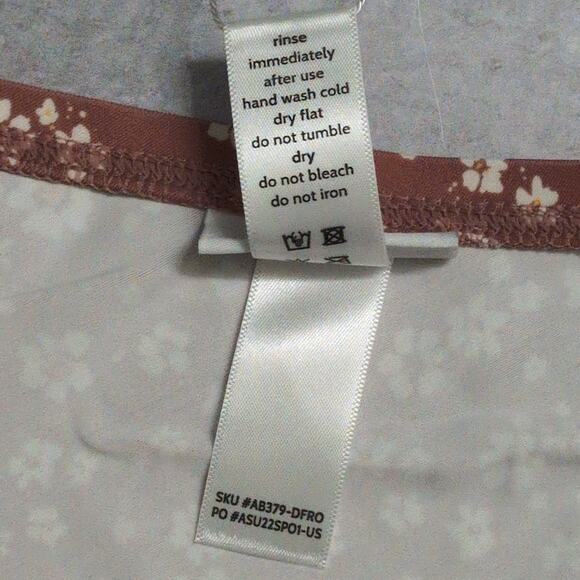 rinse
immediately
after use
hand wash cold
dry flat
do not tumble
dry
do not bleach
do not iron
SKU #AB379-DFRO
PO #ASU22SPO1-US